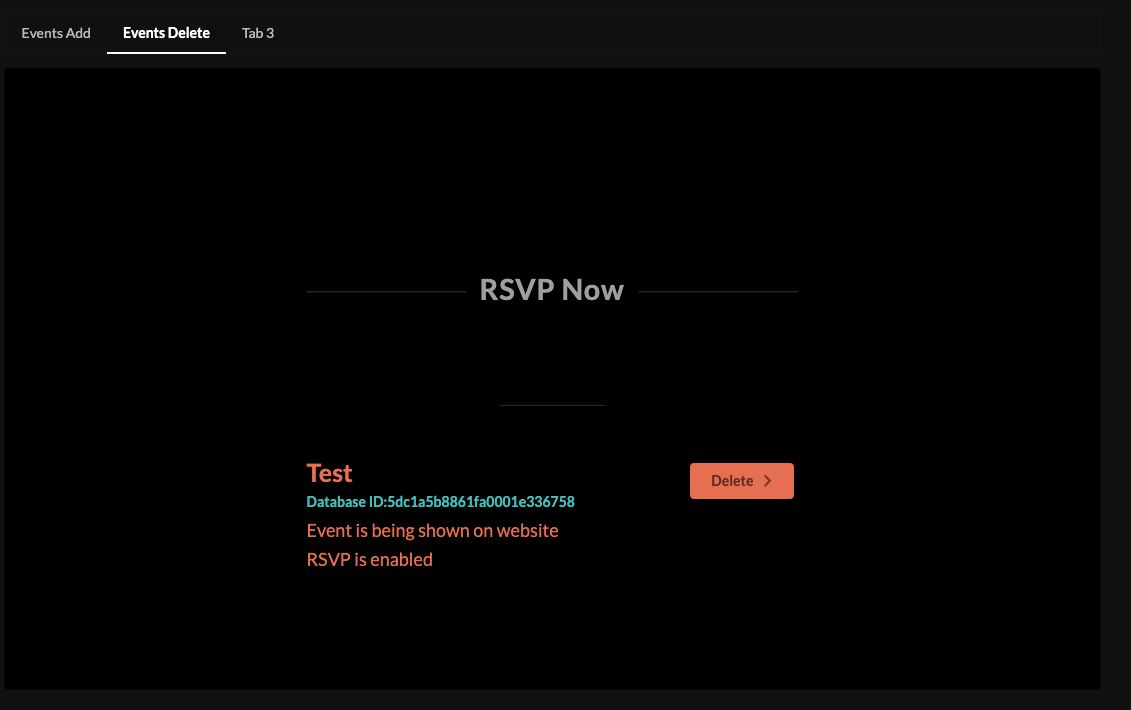 Events Add Events Delete Tab 3
RSVP Now
Test
Delete
Database ID:5dc1a5b8861fa0001e336758
Event is being shown on website
RSVP is enabled